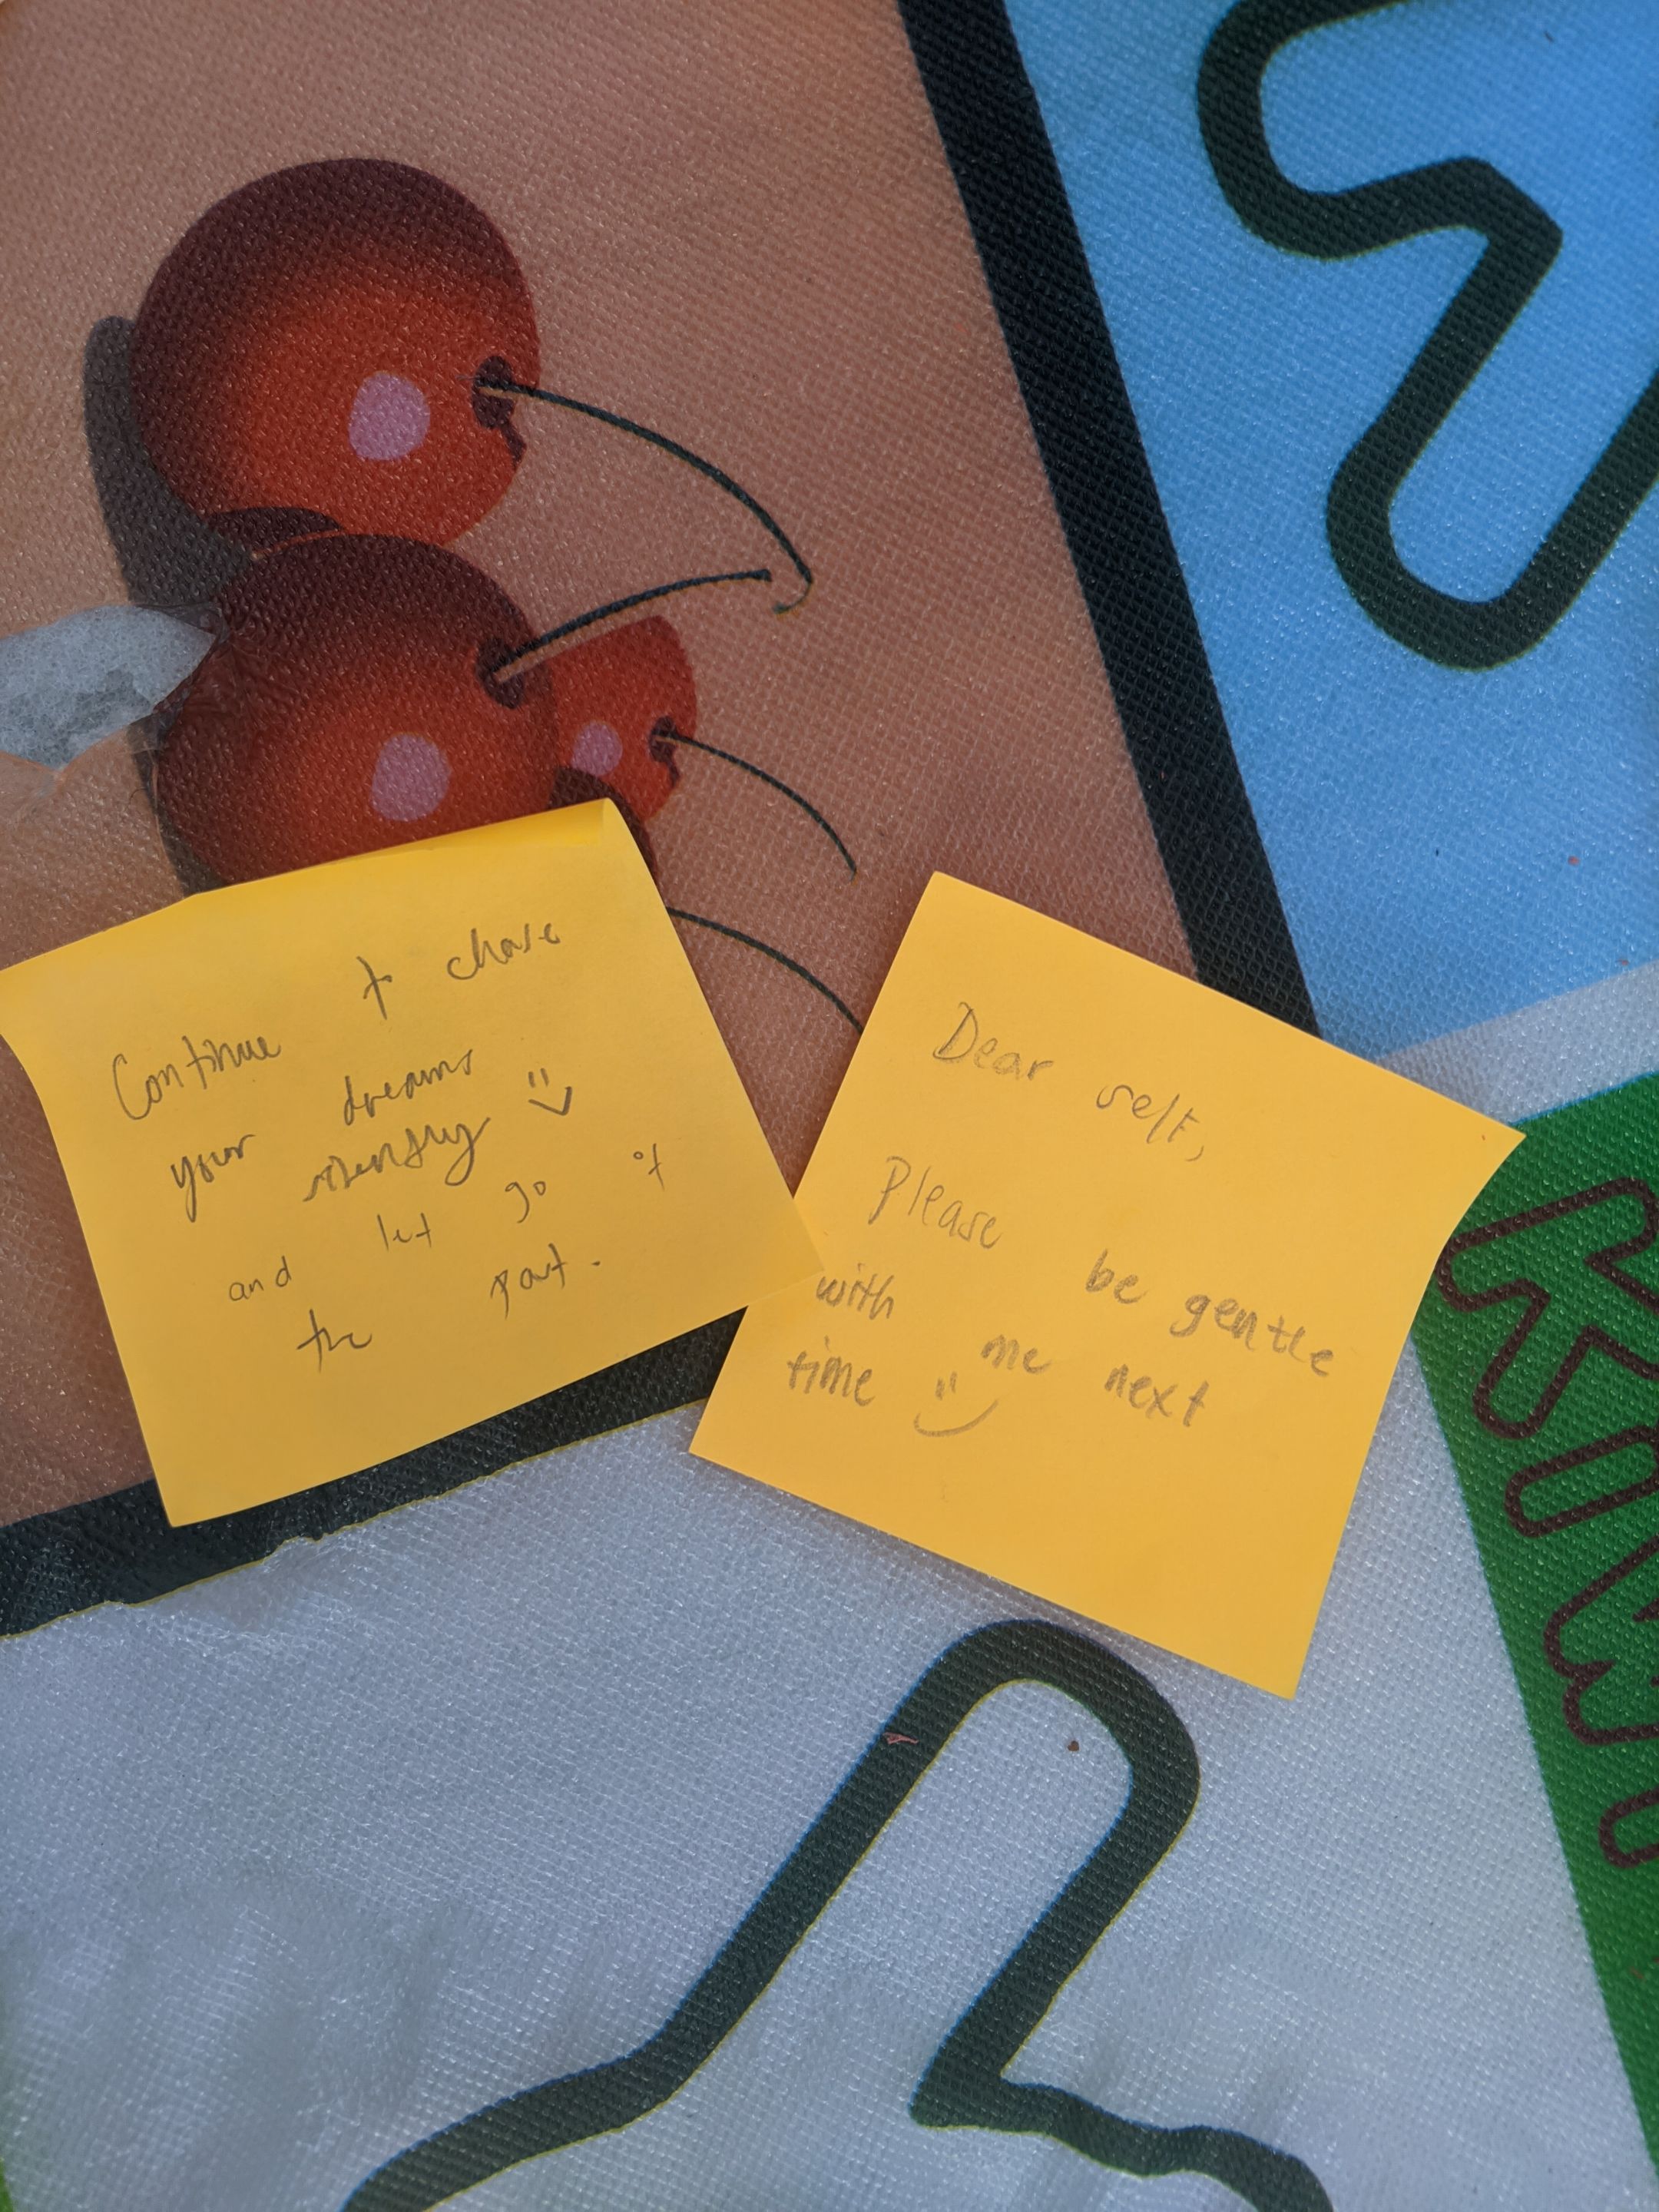 Continue to chase
your dreams
silently
and let go of
the past.
Dear self,
Please be gentle
with me next
time